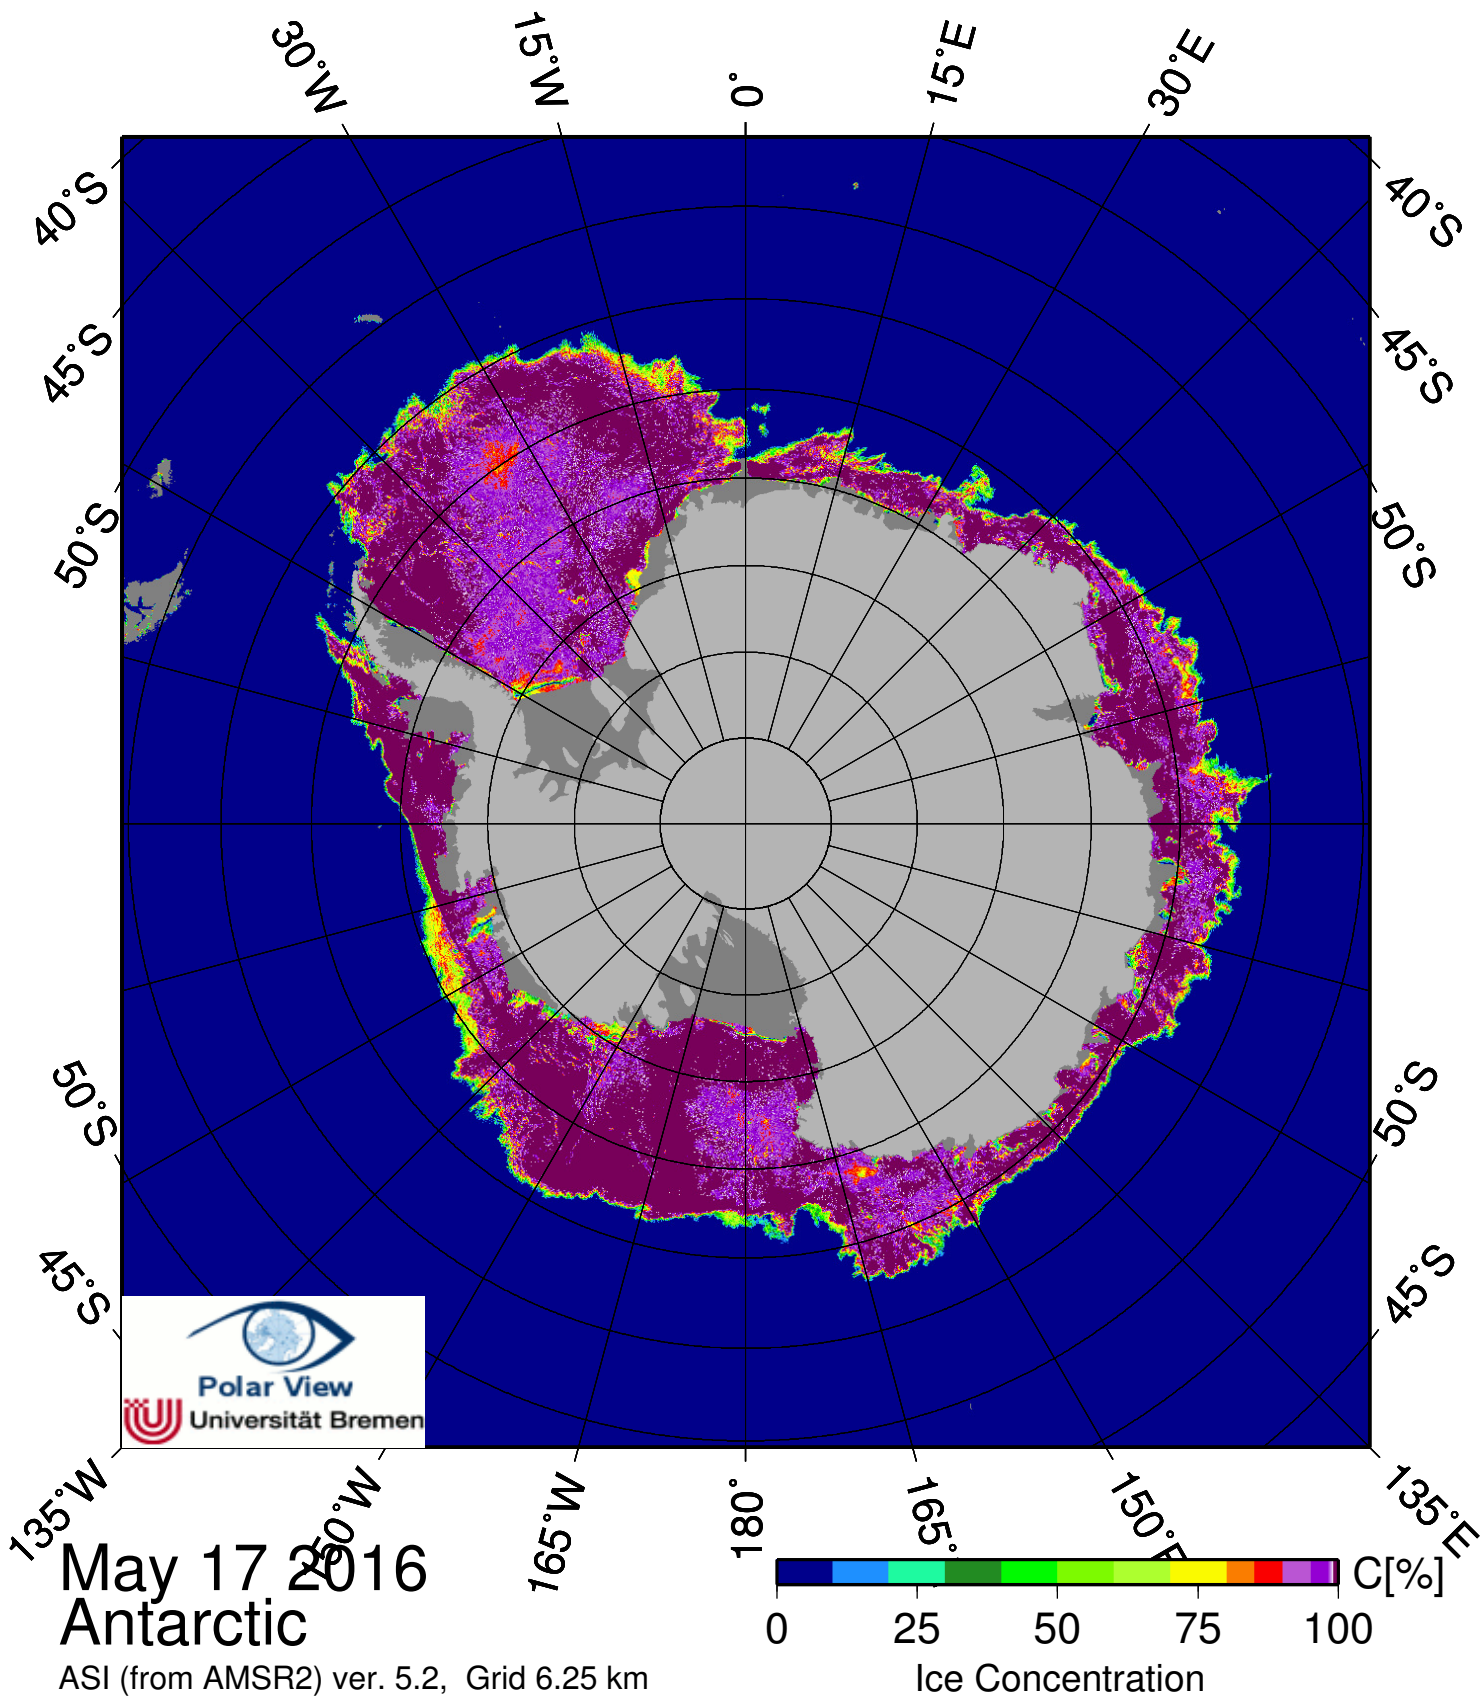 30°W 15°W 0° 15°E 30°E
40°S 40°S
45°S 45°S
50°S 50°S
50°S 50°S
45°S 45°S
Polar View
Universität Bremen
135°W 150°W 165°W 180° 165° 150°E 135°E
May 17 2016
Antarctic
ASI (from AMSR2) ver. 5.2, Grid 6.25 km
C[%]
0 25 50 75 100
Ice Concentration